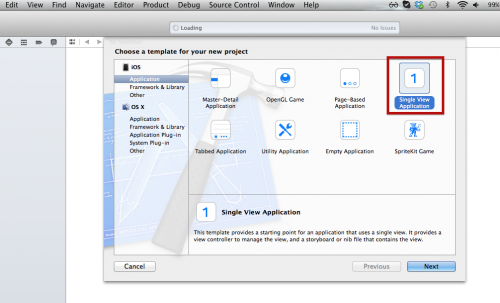 Edit View Find Navigate Editor Product Debug Source Control Window Help 99%
Loading No Issues
Choose a template for your new project
iOS
Application
Framework & Library
Other
OS X
Application
Framework & Library
Application Plug-in
System Plug-in
Other
Master-Detail Application
OpenGL Game
Page-Based Application
1
Single View Application
Tabbed Application
Utility Application
Empty Application
SpriteKit Game
1
Single View Application
This template provides a starting point for an application that uses a single view. It provides a
view controller to manage the view, and a storyboard or nib file that contains the view.
Cancel Previous Next